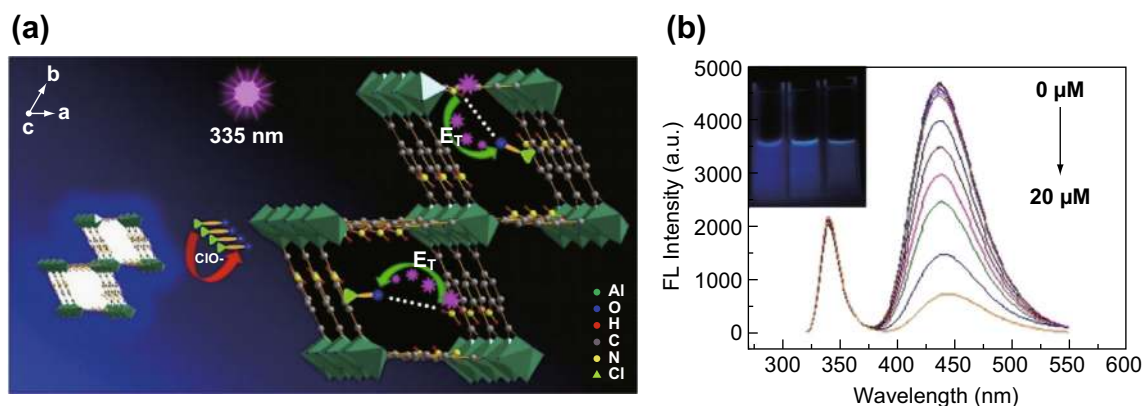 (a)
b
a
c
335 nm
E_T
ClO-
E_T
Al
O
H
C
N
Cl
(b)
5000
4000
3000
2000
1000
0
FL Intensity (a.u.)
0 µM
20 µM
300 350 400 450 500 550 600
Wavelength (nm)